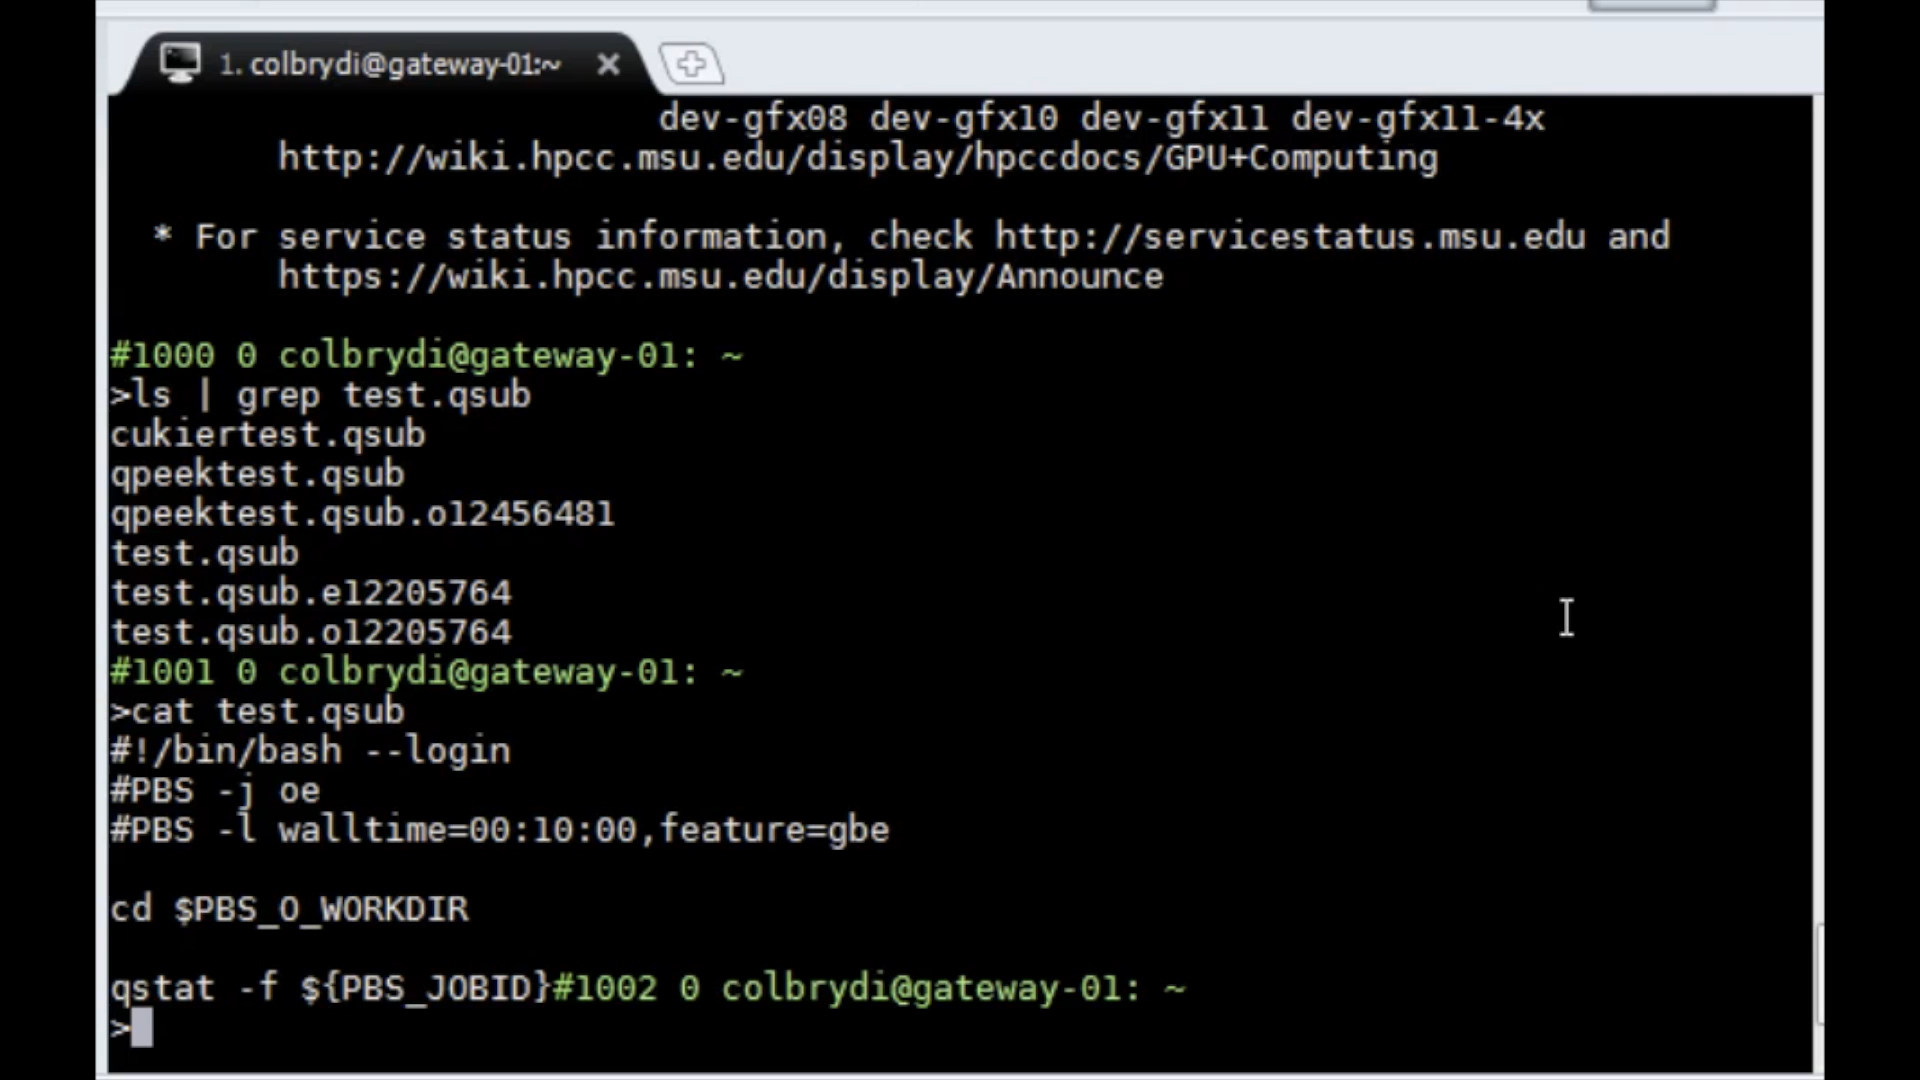 1. colbrydi@gateway-01:~
dev-gfx08 dev-gfx10 dev-gfx11 dev-gfx11-4x
http://wiki.hpcc.msu.edu/display/hpccdocs/GPU+Computing
* For service status information, check http://servicestatus.msu.edu and
https://wiki.hpcc.msu.edu/display/Announce
#1000 0 colbrydi@gateway-01: ~
>ls | grep test.qsub
cukiertest.qsub
qpeektest.qsub
qpeektest.qsub.o12456481
test.qsub
test.qsub.e12205764
test.qsub.o12205764
#1001 0 colbrydi@gateway-01: ~
>cat test.qsub
#!/bin/bash --login
#PBS -j oe
#PBS -l walltime=00:10:00,feature=gbe
cd $PBS_O_WORKDIR
qstat -f ${PBS_JOBID}#1002 0 colbrydi@gateway-01: ~
>